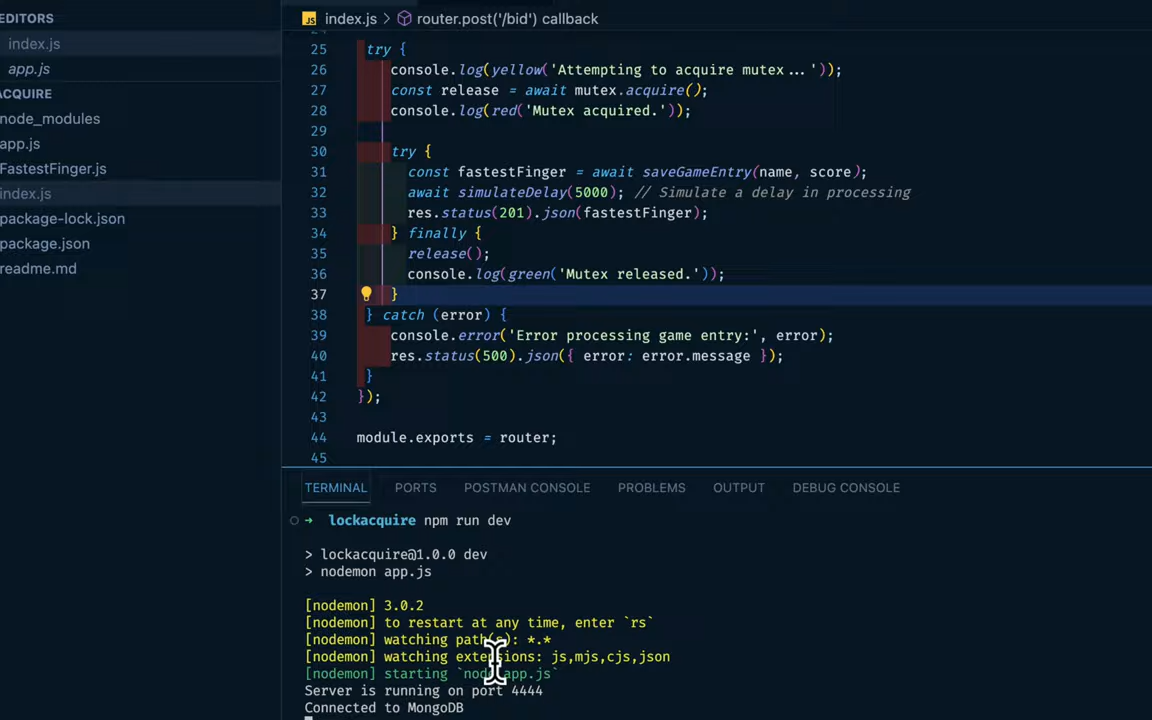 EDITORS
index.js
app.js
ACQUIRE
node_modules
app.js
FastestFinger.js
index.js
package-lock.json
package.json
readme.md
JS index.js > router.post('/bid') callback
25 try {
26 console.log(yellow('Attempting to acquire mutex...'));
27 const release = await mutex.acquire();
28 console.log(red('Mutex acquired.'));
29
30 try {
31 const fastestFinger = await saveGameEntry(name, score);
32 await simulateDelay(5000); // Simulate a delay in processing
33 res.status(201).json(fastestFinger);
34 } finally {
35 release();
36 console.log(green('Mutex released.'));
37 }
38 } catch (error) {
39 console.error('Error processing game entry:', error);
40 res.status(500).json({ error: error.message });
41 }
42 });
43
44 module.exports = router;
45
TERMINAL PORTS POSTMAN CONSOLE PROBLEMS OUTPUT DEBUG CONSOLE
→ lockacquire npm run dev
> lockacquire@1.0.0 dev
> nodemon app.js
[nodemon] 3.0.2
[nodemon] to restart at any time, enter `rs`
[nodemon] watching path(s): *.*
[nodemon] watching extensions: js,mjs,cjs,json
[nodemon] starting `node app.js`
Server is running on port 4444
Connected to MongoDB